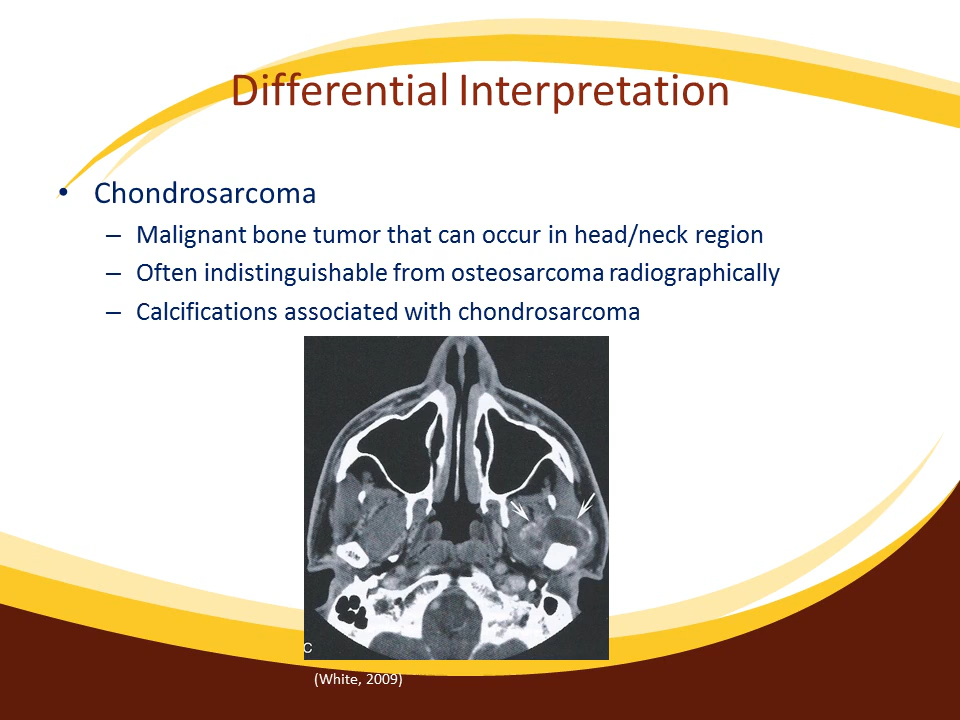 Differential Interpretation
• Chondrosarcoma
– Malignant bone tumor that can occur in head/neck region
– Often indistinguishable from osteosarcoma radiographically
– Calcifications associated with chondrosarcoma
C
(White, 2009)